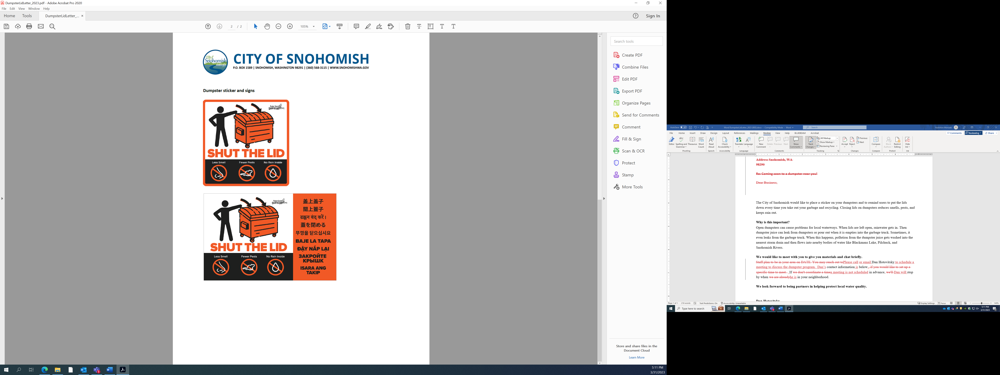 DumpsterLidLetter_2023.pdf - Adobe Acrobat Pro 2020
File Edit View Window Help
Home Tools DumpsterLidLetter_... × Sign In
2 / 2 105%
CITY OF SNOHOMISH
P.O. BOX 1589 | SNOHOMISH, WASHINGTON 98291 | (360) 568-3115 | WWW.SNOHOMISHWA.GOV
City of
Snohomish
Washington
Dumpster sticker and signs
Puget Sound
Starts Here.org
SHUT THE LID
Less Smell Fewer Pests No Rain Inside
Puget Sound
Starts Here.org
SHUT THE LID
Less Smell Fewer Pests No Rain Inside
盖上盖子
關上蓋子
ढक्कन बंद करें।
蓋を閉める
뚜껑을 닫으십시요
BAJE LA TAPA
ĐẬY NẮP LẠI
ЗАКРОЙТЕ
КРЫШК
ISARA ANG
TAKIP
Search tools
Create PDF
Combine Files
Edit PDF
Export PDF
Organize Pages
Send for Comments
Comment
Fill & Sign
Scan & OCR
Protect
Stamp
More Tools
Store and share files in the
Document Cloud
Learn More
5:11 PM
3/31/2023
AutoSave Off Word DumpsterLidLetter_2023 (003).docx - Compatibility Mode - Word Search Yoshihiro Monzaki
File Home Insert Draw Design Layout References Mailings Review View Help BLUEBEAM Acrobat Comments Reviewing Share
Editor Spelling and Grammar Thesaurus Word Count Read Aloud Check Accessibility Translate Language New Comment Delete Previous Next Show Comments Track Changes All Markup Show Markup Reviewing Pane Accept Reject Previous Next Compare Block Authors Restrict Editing Hide Ink
Proofing Speech Accessibility Language Comments Tracking Changes Compare Protect Ink
Address Snohomish, WA
98290
Re: Coming soon to a dumpster near you!
Dear Business,
The City of Snohomish would like to place a sticker on your dumpsters and to remind users to put the lids
down every time you take out your garbage and recycling. Closing lids on dumpsters reduces smells, pests, and
keeps rain out.
Why is this important?
Open dumpsters can cause problems for local waterways. When lids are left open, rainwater gets in. Then
dumpster juice can leak from dumpsters or pour out when it is empties into the garbage truck. Sometimes, it
even leaks from the garbage truck. When this happens, pollution from the dumpster juice gets washed into the
nearest storm drain and then flows into nearby bodies of water like Blackmans Lake, Pilchuck, and
Snohomish Rivers.
We would like to meet with you to give you materials and chat briefly.
Staff plan to be in your area on DATE. You may reach out toPlease call or email Dan Hotovitsky to schedule a
meeting to discuss the dumpster program. Dan's contact information is below., if you would like to set up a
specific time to meet. If we don't coordinate a timea meeting is not scheduled in advance, we'll Dan will stop
by when we are alreadyhe is in your neighborhood.
We look forward to being partners in helping protect local water quality.
Dan Hotovitsky
Page 1 of 1 216 words Text Predictions: On Accessibility: Unavailable Display Settings Focus 140%
Type here to search
5:11 PM
3/31/2023